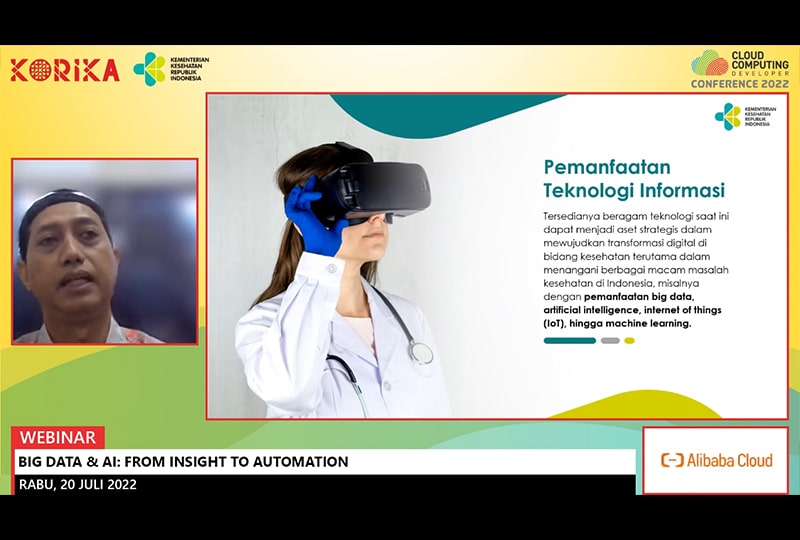 KORIKA
KEMENTERIAN
KESEHATAN
REPUBLIK
INDONESIA
CLOUD
COMPUTING
DEVELOPER
CONFERENCE 2022
KEMENTERIAN
KESEHATAN
REPUBLIK
INDONESIA
Pemanfaatan
Teknologi Informasi
Tersedianya beragam teknologi saat ini
dapat menjadi aset strategis dalam
mewujudkan transformasi digital di
bidang kesehatan terutama dalam
menangani berbagai macam masalah
kesehatan di Indonesia, misalnya
dengan pemanfaatan big data,
artificial intelligence, internet of things
(IoT), hingga machine learning.
WEBINAR
BIG DATA & AI: FROM INSIGHT TO AUTOMATION
RABU, 20 JULI 2022
Alibaba Cloud